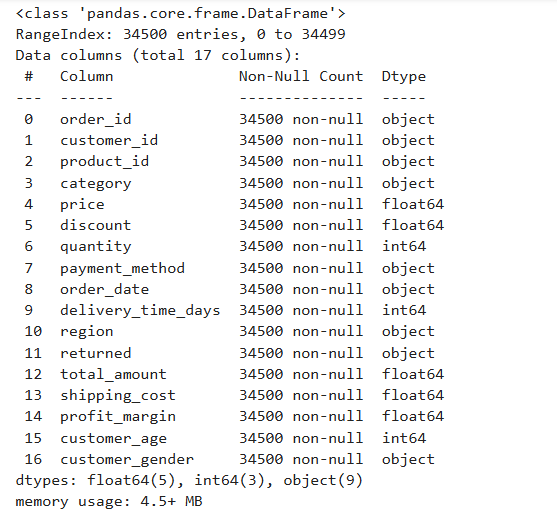 <class 'pandas.core.frame.DataFrame'>
RangeIndex: 34500 entries, 0 to 34499
Data columns (total 17 columns):
 #   Column              Non-Null Count  Dtype
---  ------              --------------  -----
 0   order_id            34500 non-null  object
 1   customer_id         34500 non-null  object
 2   product_id          34500 non-null  object
 3   category            34500 non-null  object
 4   price               34500 non-null  float64
 5   discount            34500 non-null  float64
 6   quantity            34500 non-null  int64
 7   payment_method      34500 non-null  object
 8   order_date          34500 non-null  object
 9   delivery_time_days  34500 non-null  int64
 10  region              34500 non-null  object
 11  returned            34500 non-null  object
 12  total_amount        34500 non-null  float64
 13  shipping_cost       34500 non-null  float64
 14  profit_margin       34500 non-null  float64
 15  customer_age        34500 non-null  int64
 16  customer_gender     34500 non-null  object
dtypes: float64(5), int64(3), object(9)
memory usage: 4.5+ MB